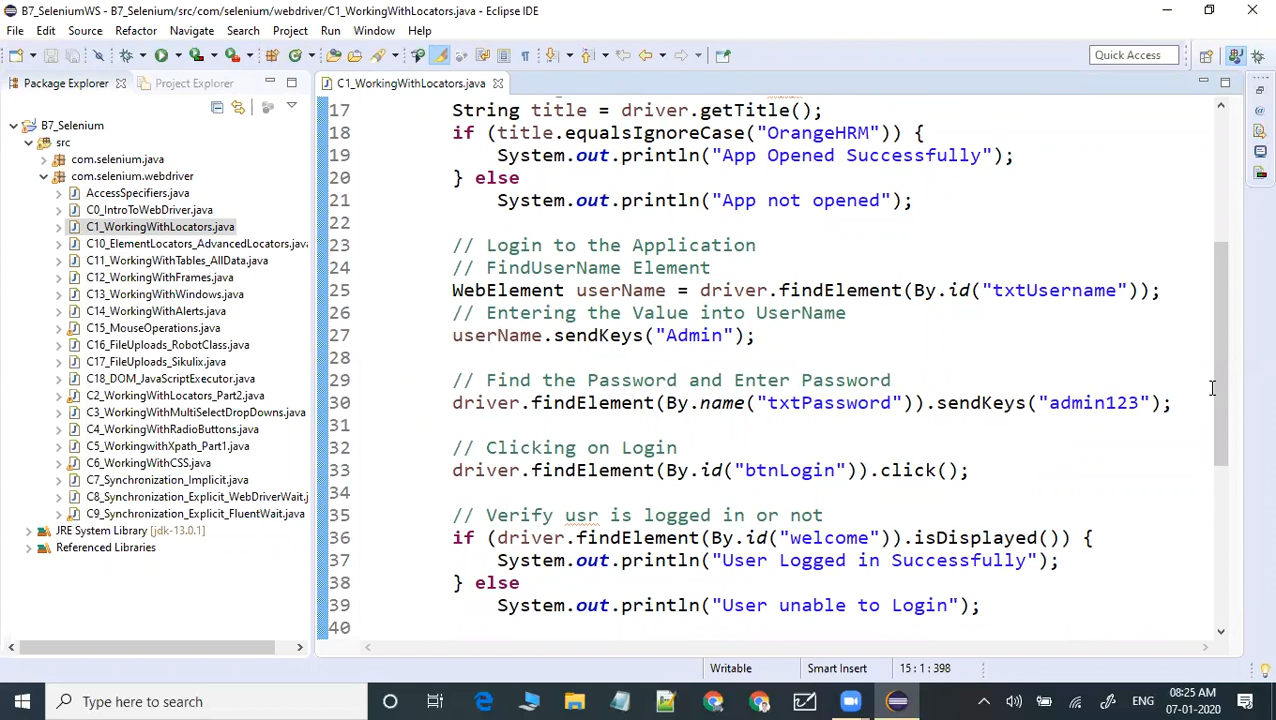 B7_SeleniumWS - B7_Selenium/src/com/selenium/webdriver/C1_WorkingWithLocators.java - Eclipse IDE
File Edit Source Refactor Navigate Search Project Run Window Help
Quick Access
Package Explorer
Project Explorer
C1_WorkingWithLocators.java
B7_Selenium
src
com.selenium.java
com.selenium.webdriver
AccessSpecifiers.java
C0_IntroToWebDriver.java
C1_WorkingWithLocators.java
C10_ElementLocators_AdvancedLocators.java
C11_WorkingWithTables_AllData.java
C12_WorkingWithFrames.java
C13_WorkingWithWindows.java
C14_WorkingWithAlerts.java
C15_MouseOperations.java
C16_FileUploads_RobotClass.java
C17_FileUploads_Sikulix.java
C18_DOM_JavaScriptExecutor.java
C2_WorkingWithLocators_Part2.java
C3_WorkingWithMultiSelectDropDowns.java
C4_WorkingWithRadioButtons.java
C5_WorkingwithXpath_Part1.java
C6_WorkingWithCSS.java
C7_Synchronization_Implicit.java
C8_Synchronization_Explicit_WebDriverWait.j
C9_Synchronization_Explicit_FluentWait.java
JRE System Library [jdk-13.0.1]
Referenced Libraries
17 String title = driver.getTitle();
18 if (title.equalsIgnoreCase("OrangeHRM")) {
19 System.out.println("App Opened Successfully");
20 } else
21 System.out.println("App not opened");
22
23 // Login to the Application
24 // FindUserName Element
25 WebElement userName = driver.findElement(By.id("txtUsername"));
26 // Entering the Value into UserName
27 userName.sendKeys("Admin");
28
29 // Find the Password and Enter Password
30 driver.findElement(By.name("txtPassword")).sendKeys("admin123");
31
32 // Clicking on Login
33 driver.findElement(By.id("btnLogin")).click();
34
35 // Verify usr is logged in or not
36 if (driver.findElement(By.id("welcome")).isDisplayed()) {
37 System.out.println("User Logged in Successfully");
38 } else
39 System.out.println("User unable to Login");
40
Writable
Smart Insert
15 : 1 : 398
Type here to search
ENG
08:25 AM
07-01-2020